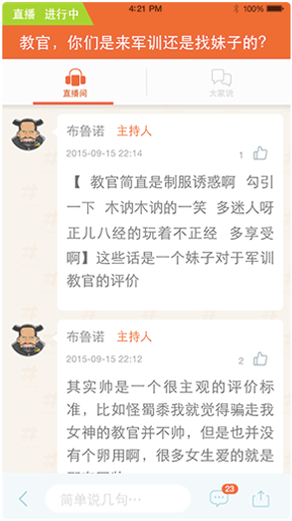 直播 进行中
4:21 PM
100%
教官，你们是来军训还是找妹子的?
直播间
大家说
布鲁诺 主持人
2015-09-15 22:14
1
【 教官简直是制服诱惑啊 勾引
一下 木讷木讷的一笑 多迷人呀
正儿八经的玩着不正经 多享受
啊】这些话是一个妹子对于军训
教官的评价
布鲁诺 主持人
2015-09-15 22:12
2
其实帅是一个很主观的评价标
准，比如怪蜀黍我就觉得骗走我
女神的教官并不帅，但是也并没
有个卵用啊，很多女生爱的就是
简单说几句…
23